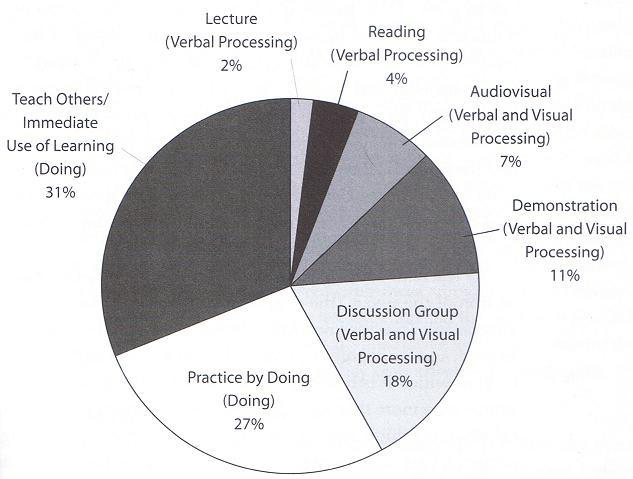 Lecture
(Verbal Processing)
2%
Reading
(Verbal Processing)
4%
Audiovisual
(Verbal and Visual
Processing)
7%
Demonstration
(Verbal and Visual
Processing)
11%
Discussion Group
(Verbal and Visual
Processing)
18%
Practice by Doing
(Doing)
27%
Teach Others/
Immediate
Use of Learning
(Doing)
31%